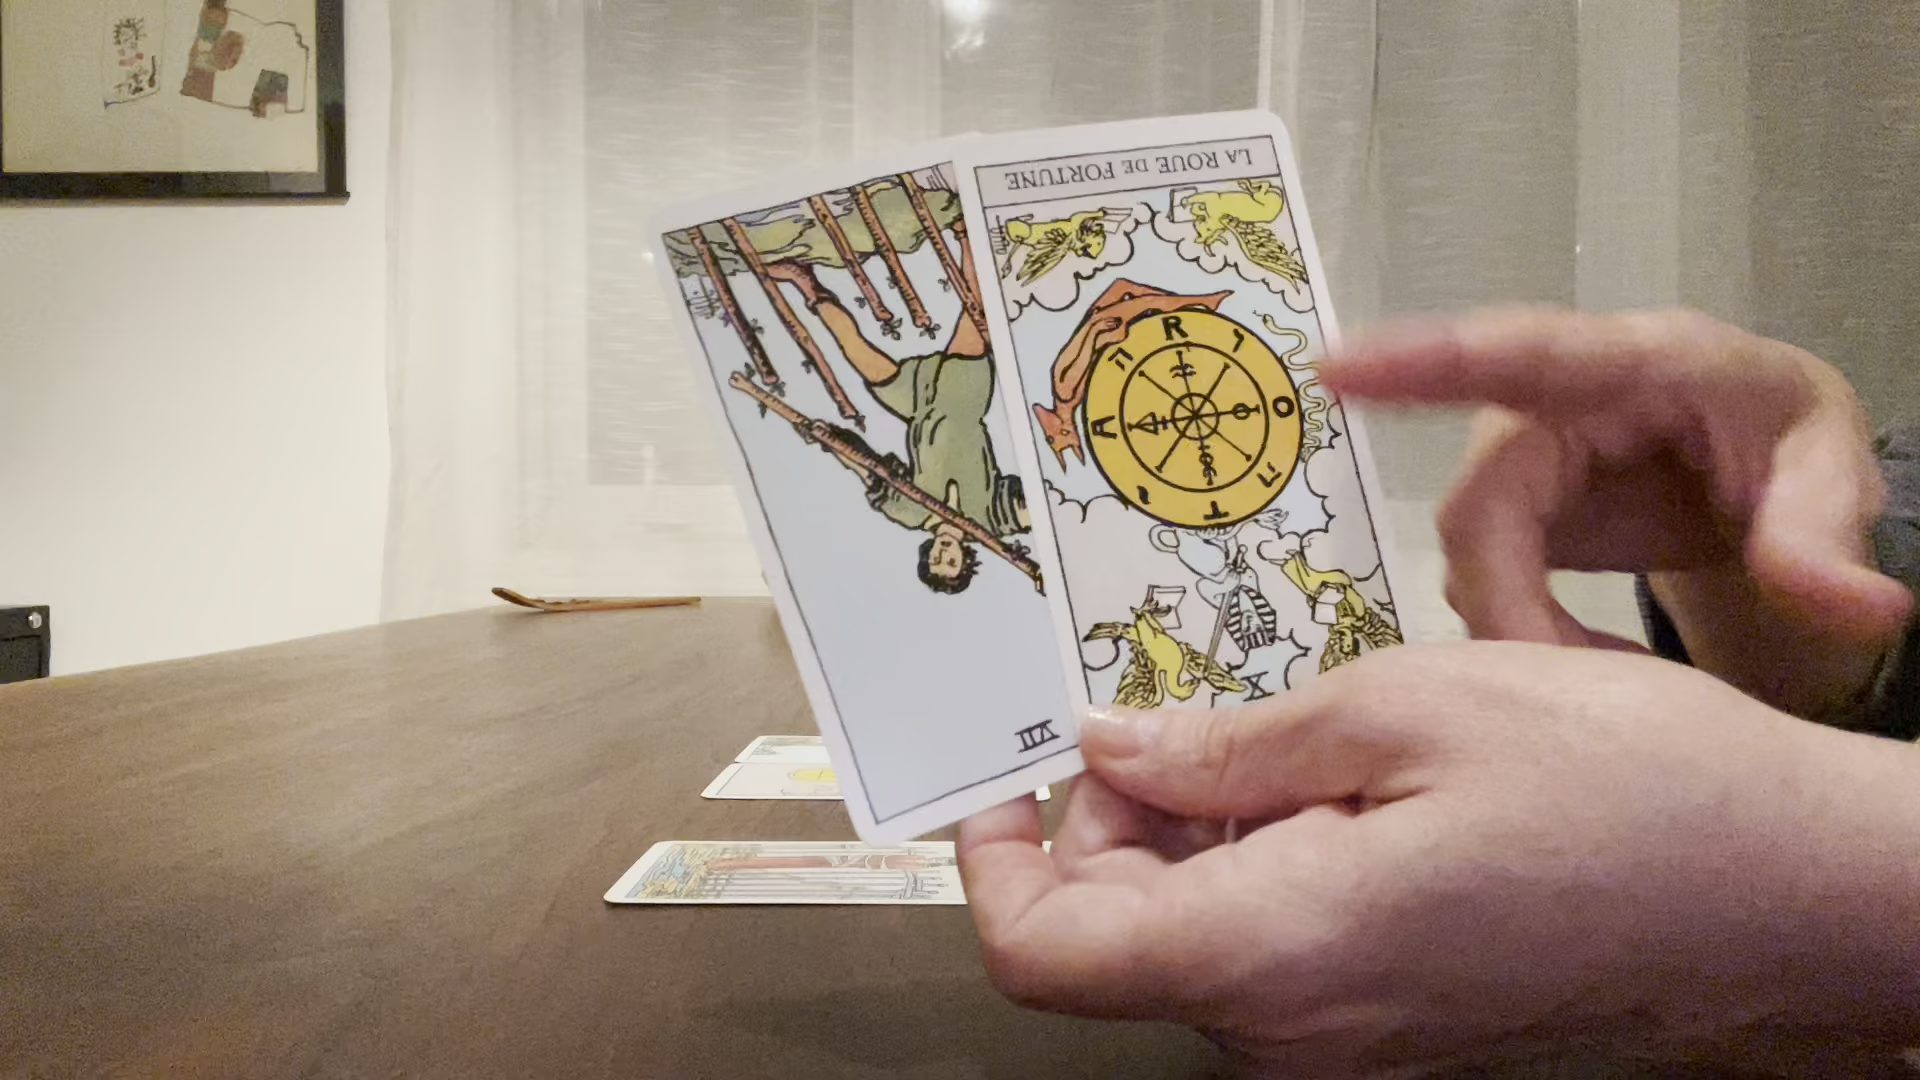 LA ROUE DE FORTUNE
R
ו
ה
A
O
י
ה
T
X
VII